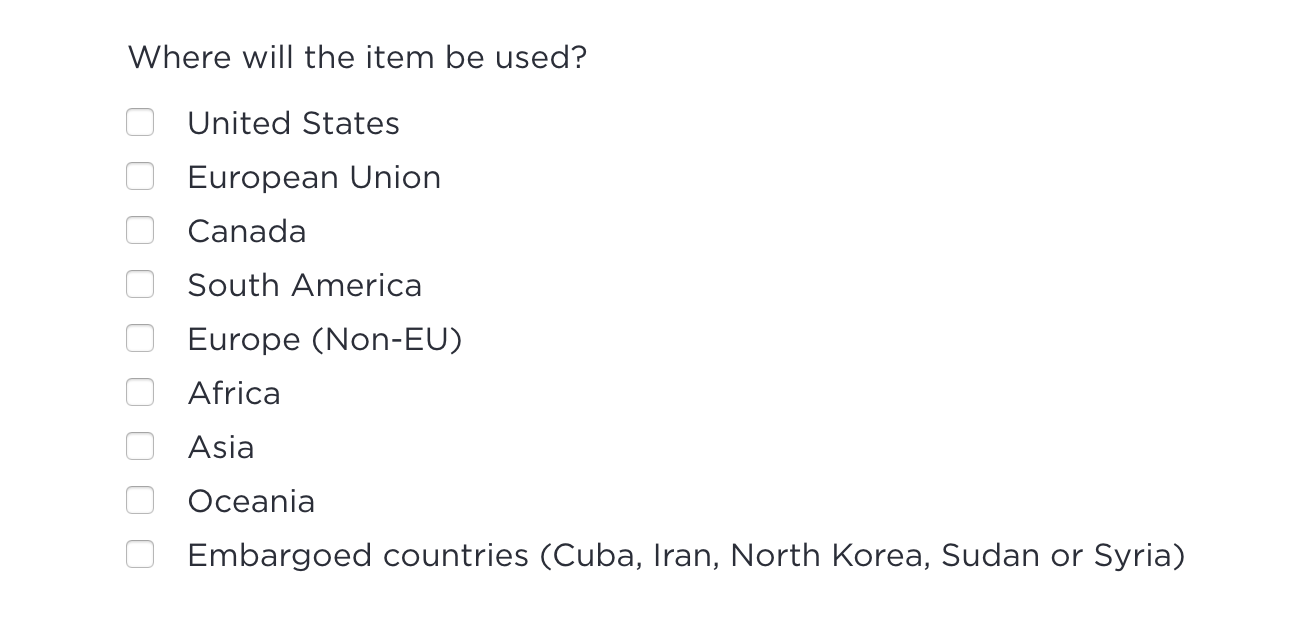 Where will the item be used?
United States
European Union
Canada
South America
Europe (Non-EU)
Africa
Asia
Oceania
Embargoed countries (Cuba, Iran, North Korea, Sudan or Syria)